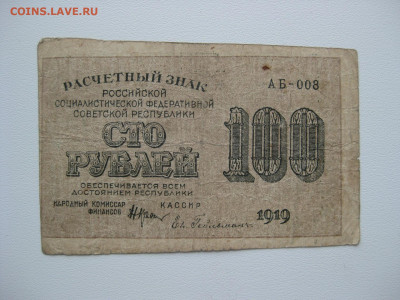 COINS.LAVE.RU
РАСЧЕТНЫЙ ЗНАК
РОССИЙСКОЙ
СОЦИАЛИСТИЧЕСКОЙ ФЕДЕРАТИВНОЙ
СОВЕТСКОЙ РЕСПУБЛИКИ
СТО
РУБЛЕЙ
ОБЕСПЕЧИВАЕТСЯ ВСЕМ
ДОСТОЯНИЕМ РЕСПУБЛИКИ
НАРОДНЫЙ КОМИССАР
ФИНАНСОВ
КАССИР
АБ-008
100
1919